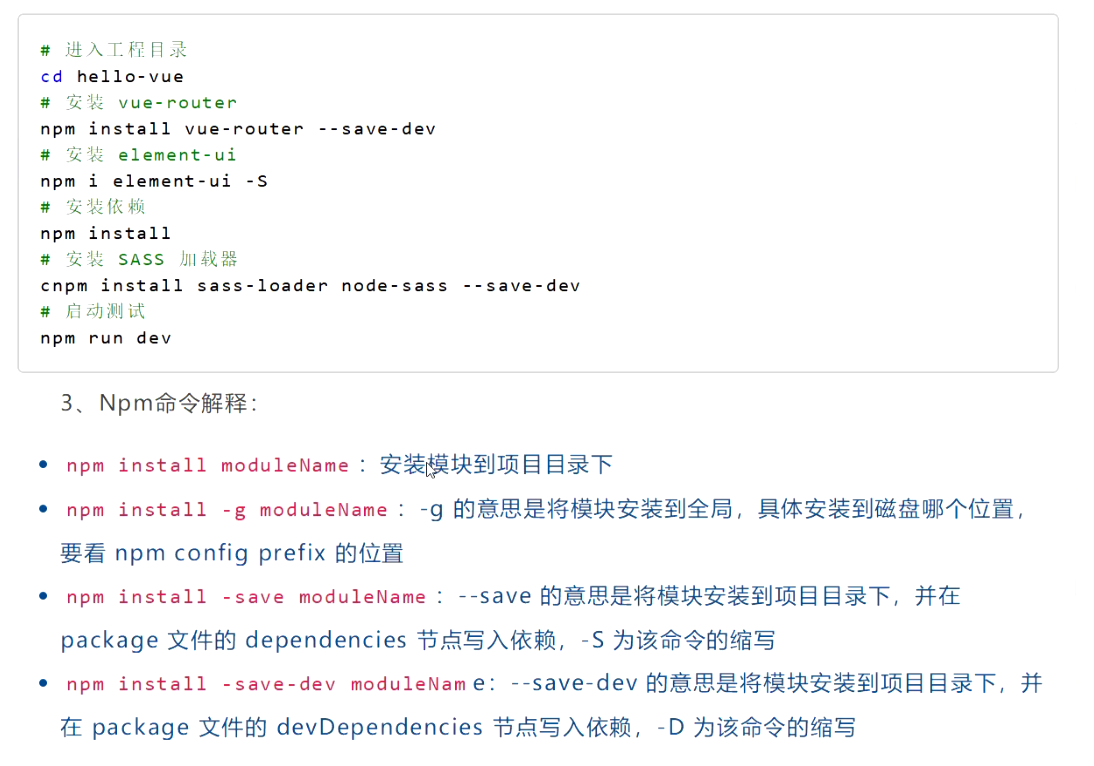 # 进入工程目录
cd hello-vue
# 安装 vue-router
npm install vue-router --save-dev
# 安装 element-ui
npm i element-ui -S
# 安装依赖
npm install
# 安装 SASS 加载器
cnpm install sass-loader node-sass --save-dev
# 启动测试
npm run dev
3、Npm命令解释：
• npm install moduleName ：安装模块到项目目录下
• npm install -g moduleName ：-g 的意思是将模块安装到全局，具体安装到磁盘哪个位置，
要看 npm config prefix 的位置
• npm install -save moduleName ：--save 的意思是将模块安装到项目目录下，并在
package 文件的 dependencies 节点写入依赖，-S 为该命令的缩写
• npm install -save-dev moduleName：--save-dev 的意思是将模块安装到项目目录下，并
在 package 文件的 devDependencies 节点写入依赖，-D 为该命令的缩写